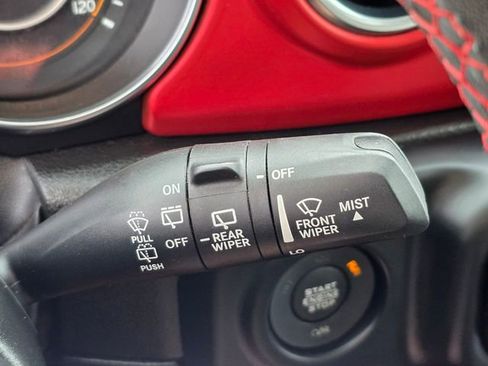 120
ON
OFF
PULL
PUSH
REAR
WIPER
OFF
FRONT
WIPER
MIST
LO
START
ENGINE
STOP